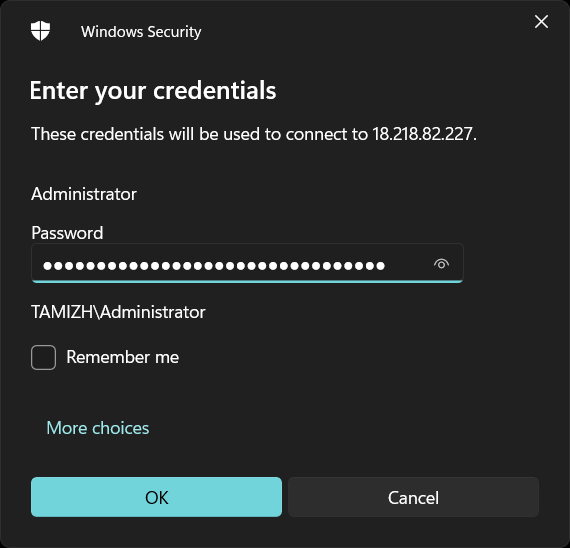 Windows Security
Enter your credentials
These credentials will be used to connect to 18.218.82.227.
Administrator
Password
●●●●●●●●●●●●●●●●●●●●●●●●●●●●●●●●
TAMIZH\Administrator
Remember me
More choices
OK
Cancel